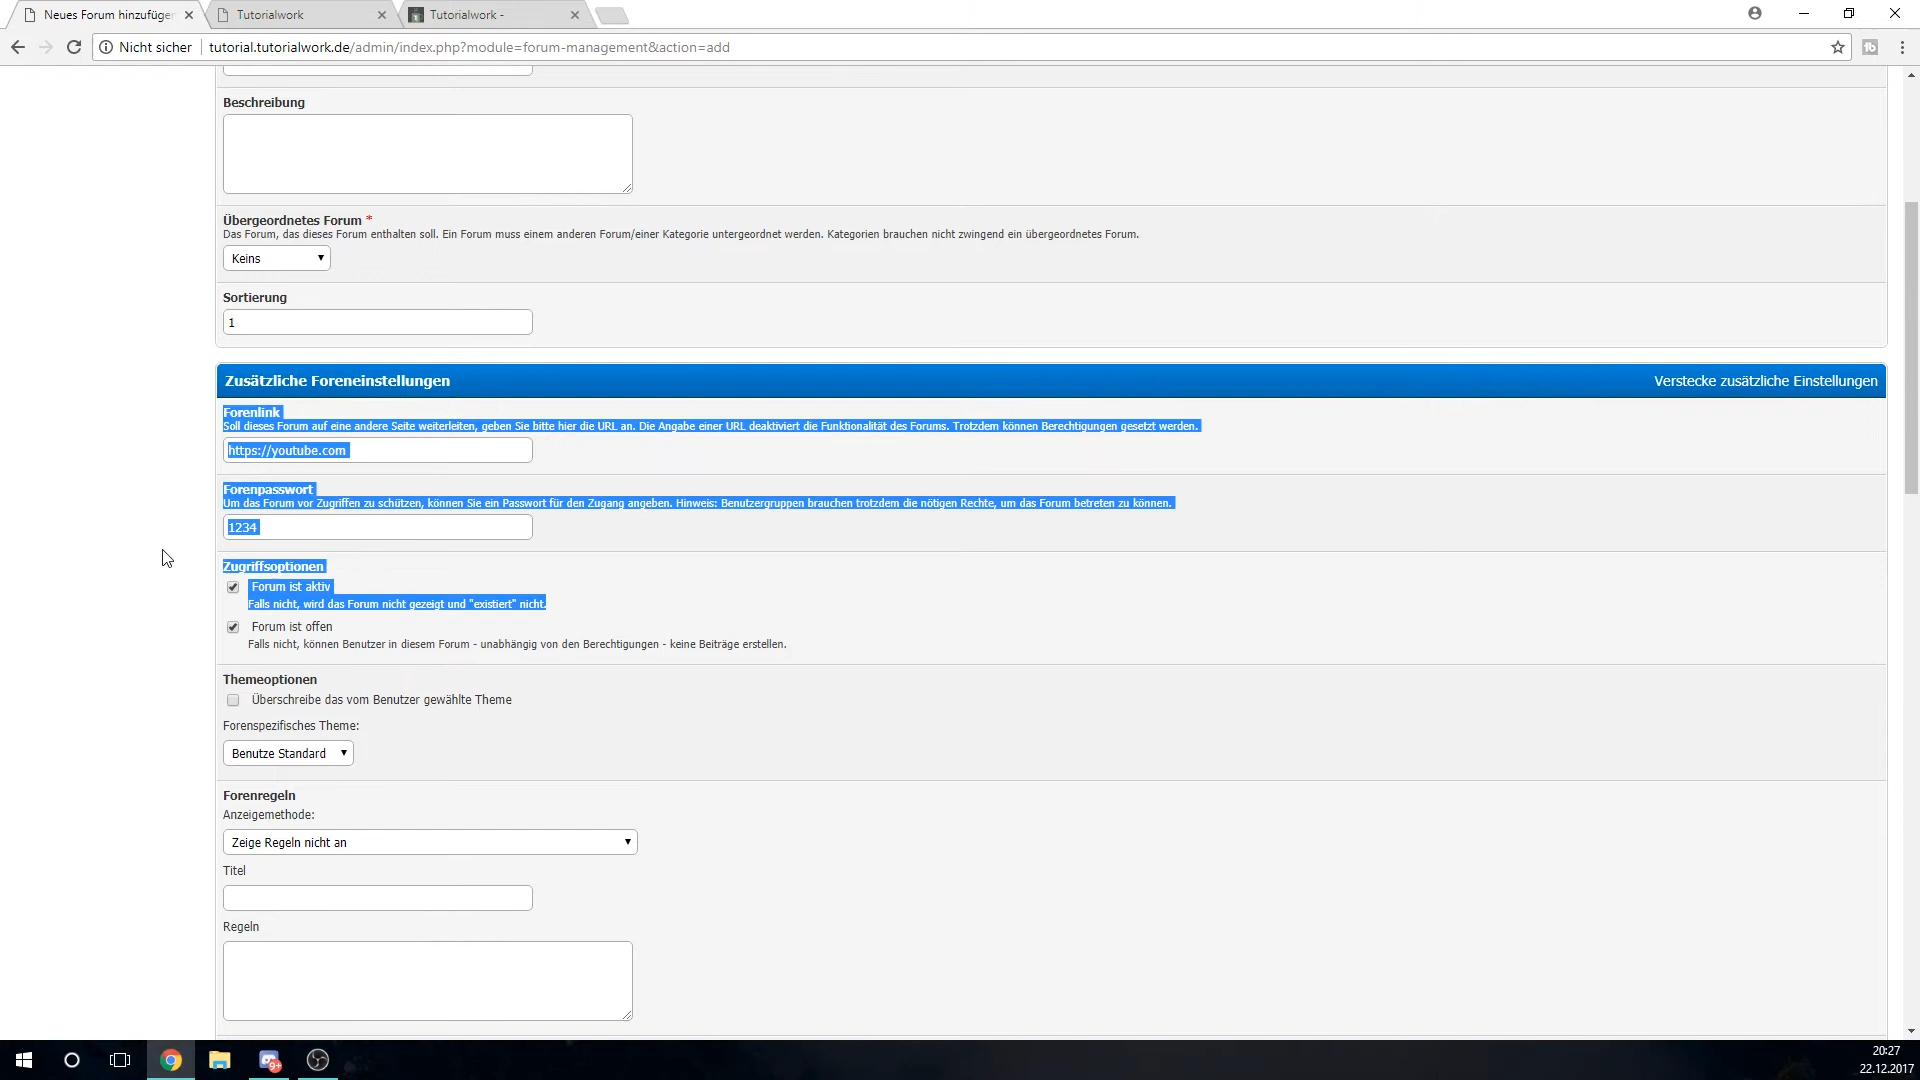 Neues Forum hinzufügen
Tutorialwork
Tutorialwork -
Nicht sicher
tutorial.tutorialwork.de/admin/index.php?module=forum-management&action=add
Beschreibung
Übergeordnetes Forum *
Das Forum, das dieses Forum enthalten soll. Ein Forum muss einem anderen Forum/einer Kategorie untergeordnet werden. Kategorien brauchen nicht zwingend ein übergeordnetes Forum.
Keins
Sortierung
1
Zusätzliche Foreneinstellungen
Verstecke zusätzliche Einstellungen
Forenlink
Soll dieses Forum auf eine andere Seite weiterleiten, geben Sie bitte hier die URL an. Die Angabe einer URL deaktiviert die Funktionalität des Forums. Trotzdem können Berechtigungen gesetzt werden.
https://youtube.com
Forenpasswort
Um das Forum vor Zugriffen zu schützen, können Sie ein Passwort für den Zugang angeben. Hinweis: Benutzergruppen brauchen trotzdem die nötigen Rechte, um das Forum betreten zu können.
1234
Zugriffsoptionen
Forum ist aktiv
Falls nicht, wird das Forum nicht gezeigt und "existiert" nicht.
Forum ist offen
Falls nicht, können Benutzer in diesem Forum - unabhängig von den Berechtigungen - keine Beiträge erstellen.
Themeoptionen
Überschreibe das vom Benutzer gewählte Theme
Forenspezifisches Theme:
Benutze Standard
Forenregeln
Anzeigemethode:
Zeige Regeln nicht an
Titel
Regeln
9+
20:27
22.12.2017